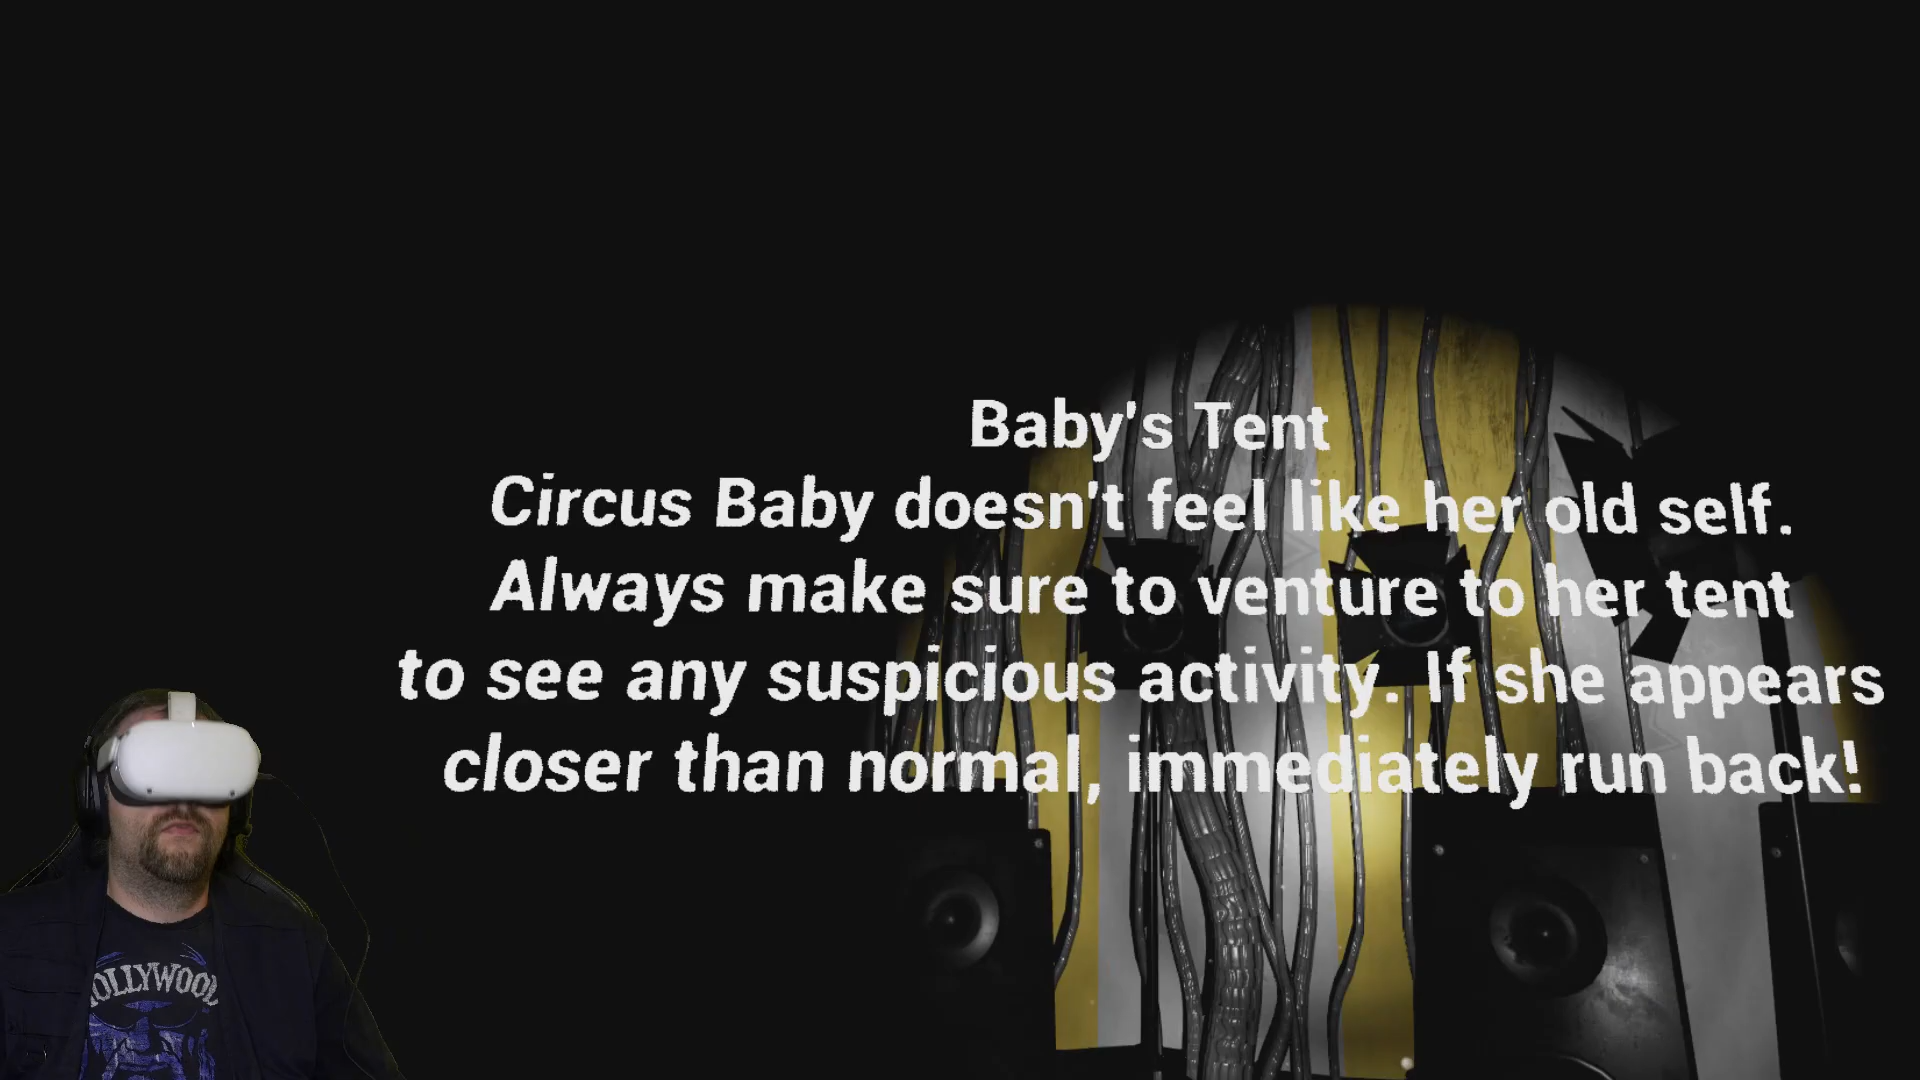 Baby's Tent
Circus Baby doesn't feel like her old self.
Always make sure to venture to her tent
to see any suspicious activity. If she appears
closer than normal, immediately run back!
HOLLYWOOD